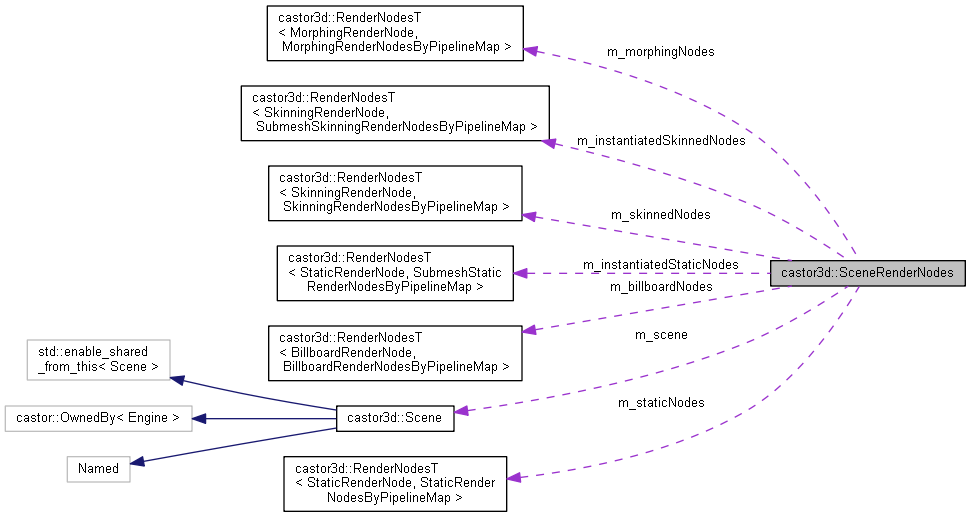 castor3d::RenderNodesT
< MorphingRenderNode,
MorphingRenderNodesByPipelineMap >
m_morphingNodes
castor3d::RenderNodesT
< SkinningRenderNode,
SubmeshSkinningRenderNodesByPipelineMap >
m_instantiatedSkinnedNodes
castor3d::RenderNodesT
< SkinningRenderNode,
SkinningRenderNodesByPipelineMap >
m_skinnedNodes
castor3d::RenderNodesT
< StaticRenderNode, SubmeshStatic
RenderNodesByPipelineMap >
m_instantiatedStaticNodes
castor3d::SceneRenderNodes
m_billboardNodes
castor3d::RenderNodesT
< BillboardRenderNode,
BillboardRenderNodesByPipelineMap >
m_scene
std::enable_shared
_from_this< Scene >
castor::OwnedBy< Engine >
castor3d::Scene
m_staticNodes
Named
castor3d::RenderNodesT
< StaticRenderNode, StaticRender
NodesByPipelineMap >